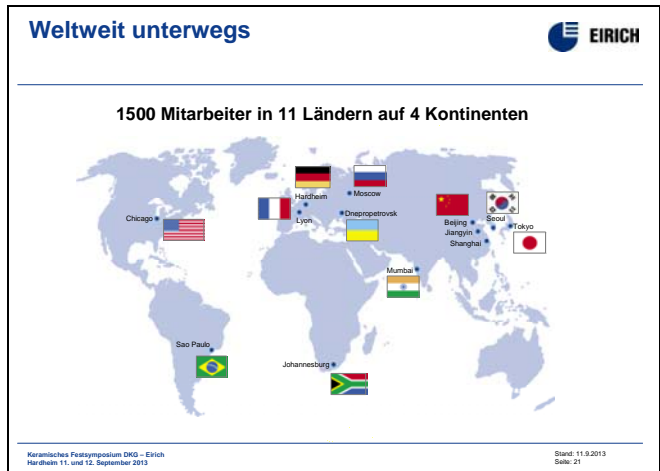 Weltweit unterwegs
EIRICH
1500 Mitarbeiter in 11 Ländern auf 4 Kontinenten
Hardheim
Moscow
Chicago
Lyon
Dnepropetrovsk
Beijing
Seoul
Tokyo
Jiangyin
Shanghai
Mumbai
Sao Paulo
Johannesburg
Keramisches Festsymposium DKG – Eirich
Hardheim 11. und 12. September 2013
Stand: 11.9.2013
Seite: 21